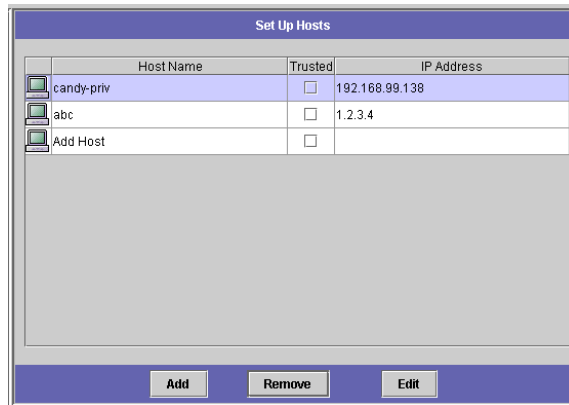 Set Up Hosts
Host Name Trusted IP Address
candy-priv 192.168.99.138
abc 1.2.3.4
Add Host
Add Remove Edit